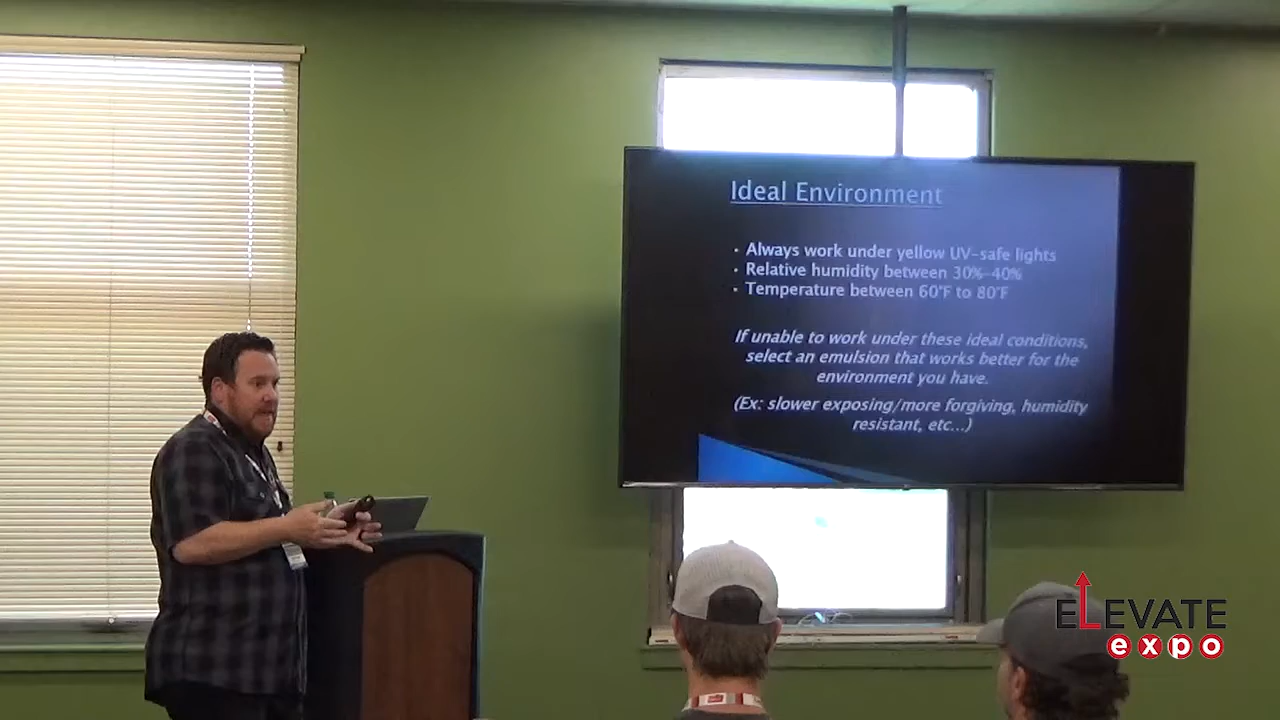 Ideal Environment
• Always work under yellow UV-safe lights
• Relative humidity between 30%-40%
• Temperature between 60°F to 80°F
If unable to work under these ideal conditions,
select an emulsion that works better for the
environment you have.
(Ex: slower exposing/more forgiving, humidity
resistant, etc...)
ELEVATE
expo